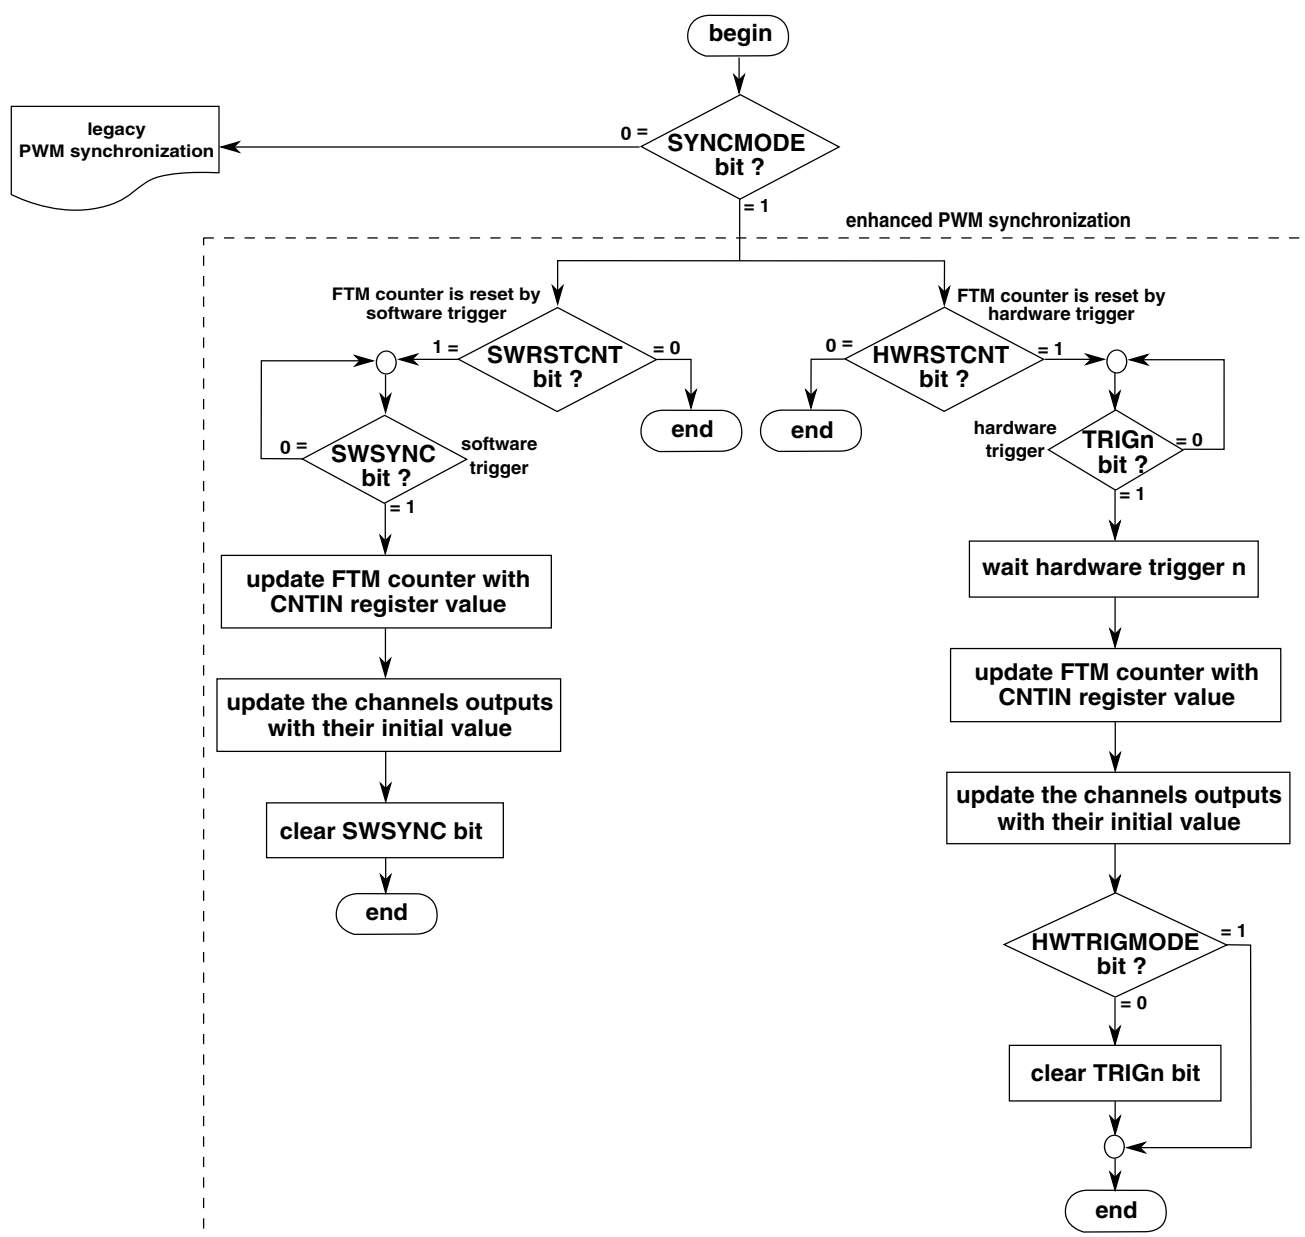 begin
legacy
PWM synchronization
0 =
SYNCMODE
bit ?
= 1
enhanced PWM synchronization
FTM counter is reset by
software trigger
FTM counter is reset by
hardware trigger
1 =
SWRSTCNT
bit ?
= 0
0 =
HWRSTCNT
bit ?
= 1
end
end
0 =
SWSYNC
bit ?
software
trigger
= 1
hardware
trigger
TRIGn
bit ?
= 0
= 1
update FTM counter with
CNTIN register value
wait hardware trigger n
update the channels outputs
with their initial value
update FTM counter with
CNTIN register value
clear SWSYNC bit
update the channels outputs
with their initial value
end
HWTRIGMODE
bit ?
= 1
= 0
clear TRIGn bit
end